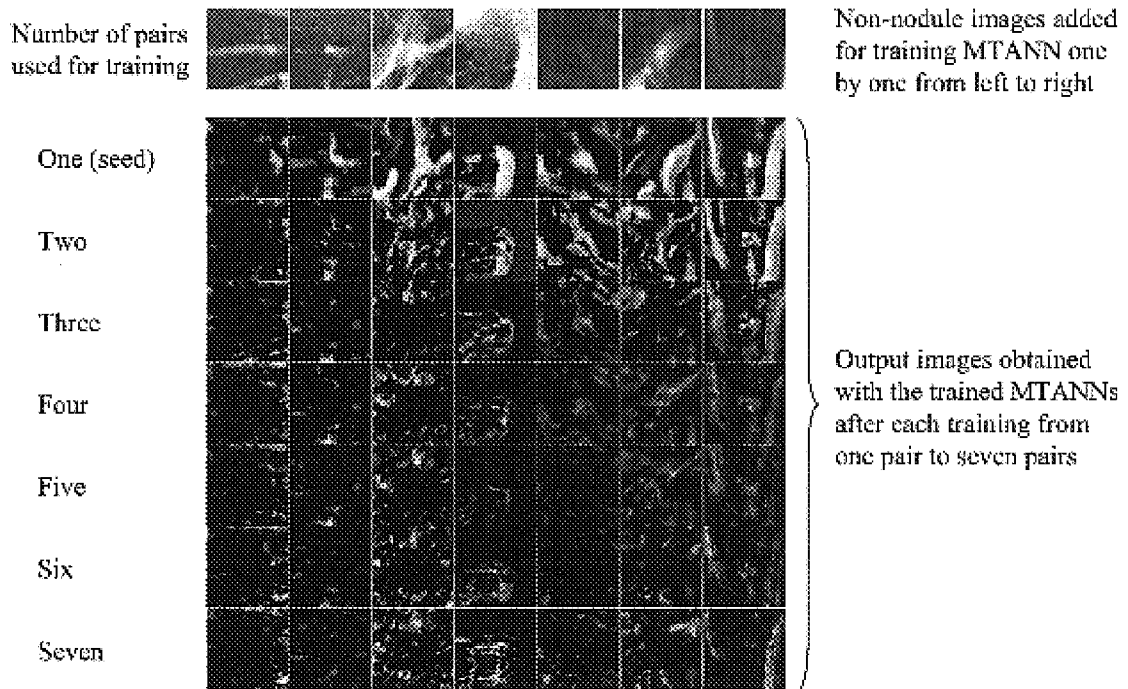 Number of pairs
used for training
Non-nodule images added
for training MTANN one
by one from left to right
One (seed)
Two
Three
Four
Five
Six
Seven
Output images obtained
with the trained MTANNs
after each training from
one pair to seven pairs